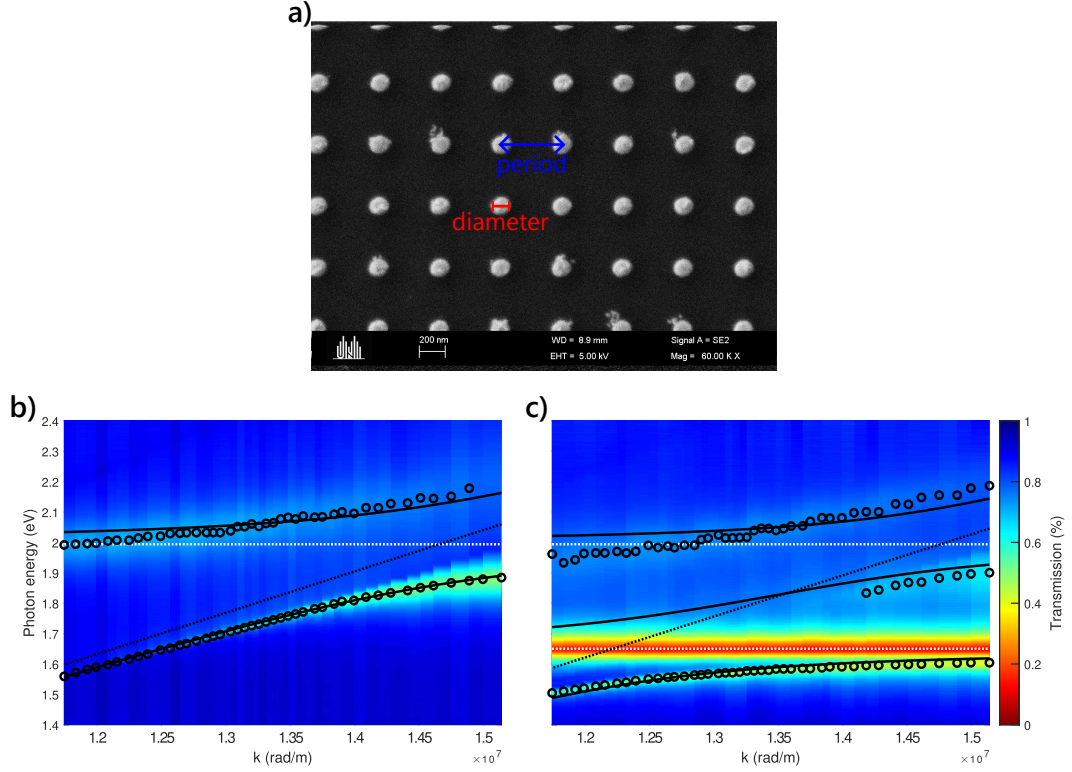 a)
period
diameter
200 nm
WD = 8.9 mm
Signal A = SE2
EHT = 5.00 kV
Mag = 60.00 K X
b)
2.4
2.3
2.2
2.1
2
1.9
1.8
1.7
1.6
1.5
1.4
Photon energy (eV)
1.2
1.25
1.3
1.35
1.4
1.45
1.5
k (rad/m)
×10⁷
c)
1.2
1.25
1.3
1.35
1.4
1.45
1.5
k (rad/m)
×10⁷
1
0.8
0.6
0.4
0.2
0
Transmission (%)